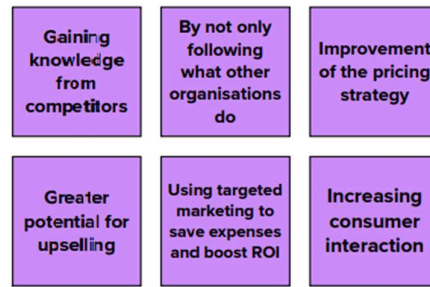 Gaining
knowledge
from
competitors
By not only
following
what other
organisations
do
Improvement
of the pricing
strategy
Greater
potential for
upselling
Using targeted
marketing to
save expenses
and boost ROI
Increasing
consumer
interaction